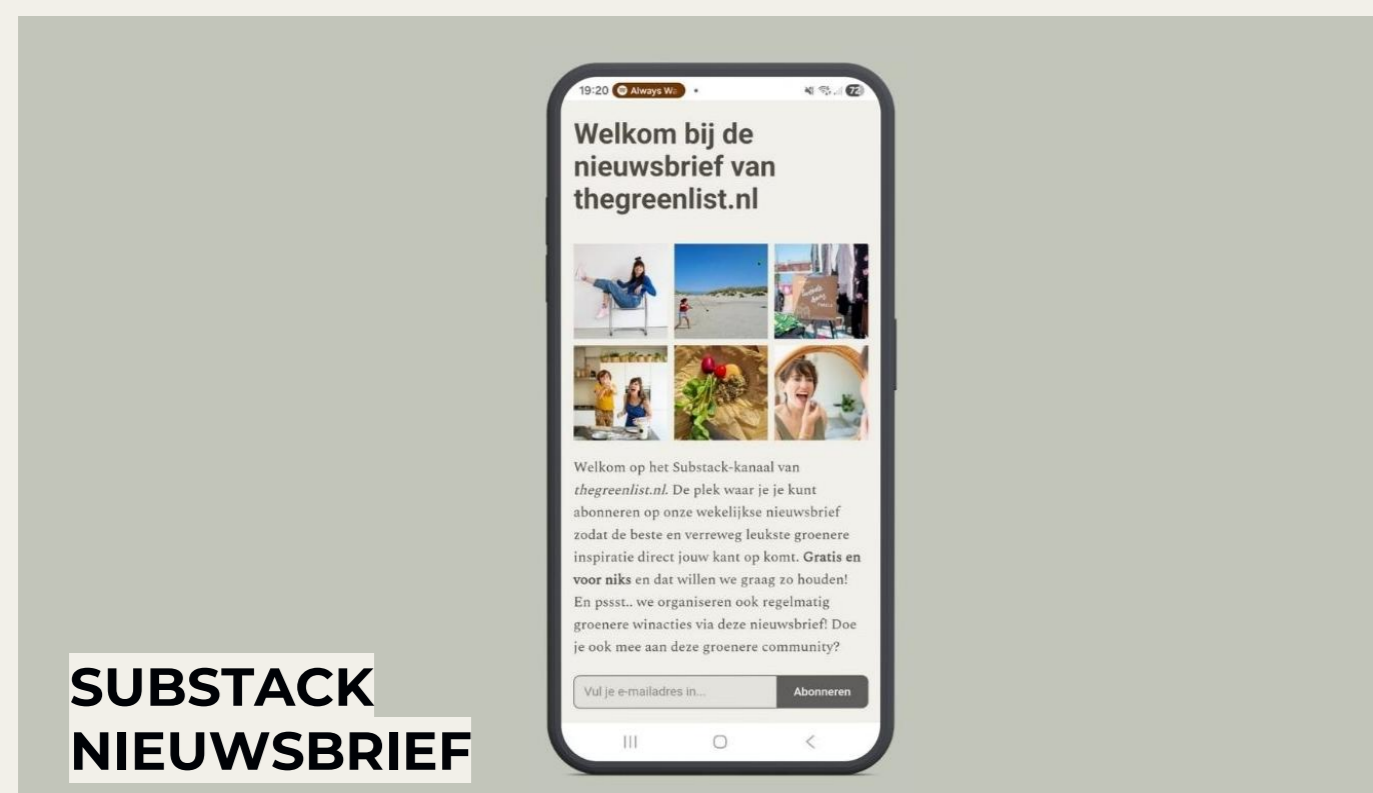 19:20 Always W
72
Welkom bij de
nieuwsbrief van
thegreenlist.nl
Welkom op het Substack-kanaal van
thegreenlist.nl. De plek waar je je kunt
abonneren op onze wekelijkse nieuwsbrief
zodat de beste en verreweg leukste groenere
inspiratie direct jouw kant op komt. Gratis en
voor niks en dat willen we graag zo houden!
En pssst.. we organiseren ook regelmatig
groenere winacties via deze nieuwsbrief! Doe
je ook mee aan deze groenere community?
Vul je e-mailadres in...
Abonneren
SUBSTACK
NIEUWSBRIEF